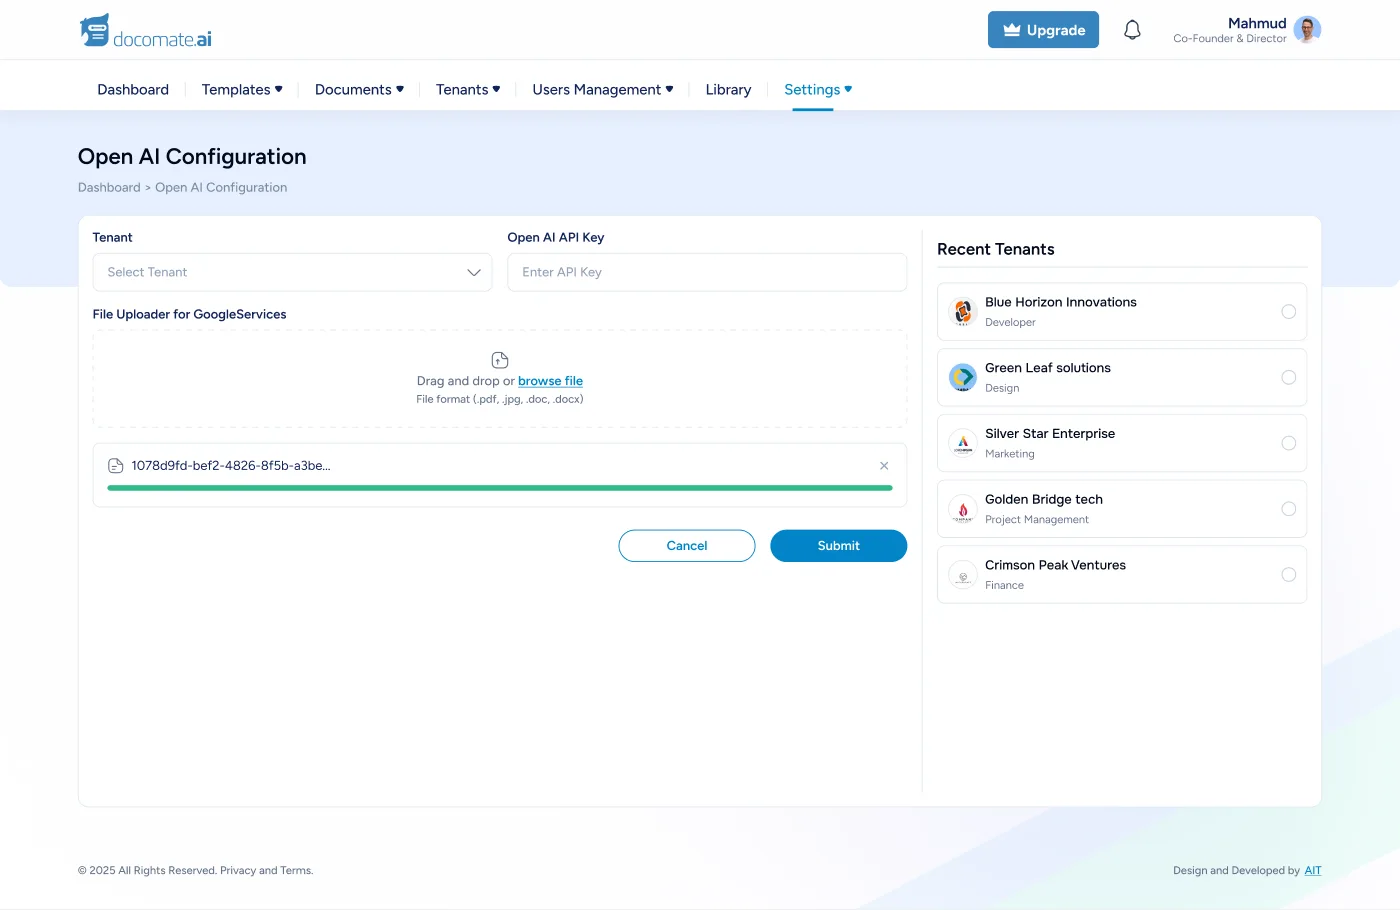 docomate.ai
Upgrade
Mahmud
Co-Founder & Director
Dashboard
Templates
Documents
Tenants
Users Management
Library
Settings
Open AI Configuration
Dashboard > Open AI Configuration
Tenant
Select Tenant
Open AI API Key
Enter API Key
File Uploader for GoogleServices
Drag and drop or browse file
File format (.pdf, .jpg, .doc, .docx)
1078d9fd-bef2-4826-8f5b-a3be...
Cancel
Submit
Recent Tenants
Blue Horizon Innovations
Developer
Green Leaf solutions
Design
Silver Star Enterprise
Marketing
Golden Bridge tech
Project Management
Crimson Peak Ventures
Finance
© 2025 All Rights Reserved. Privacy and Terms.
Design and Developed by AIT